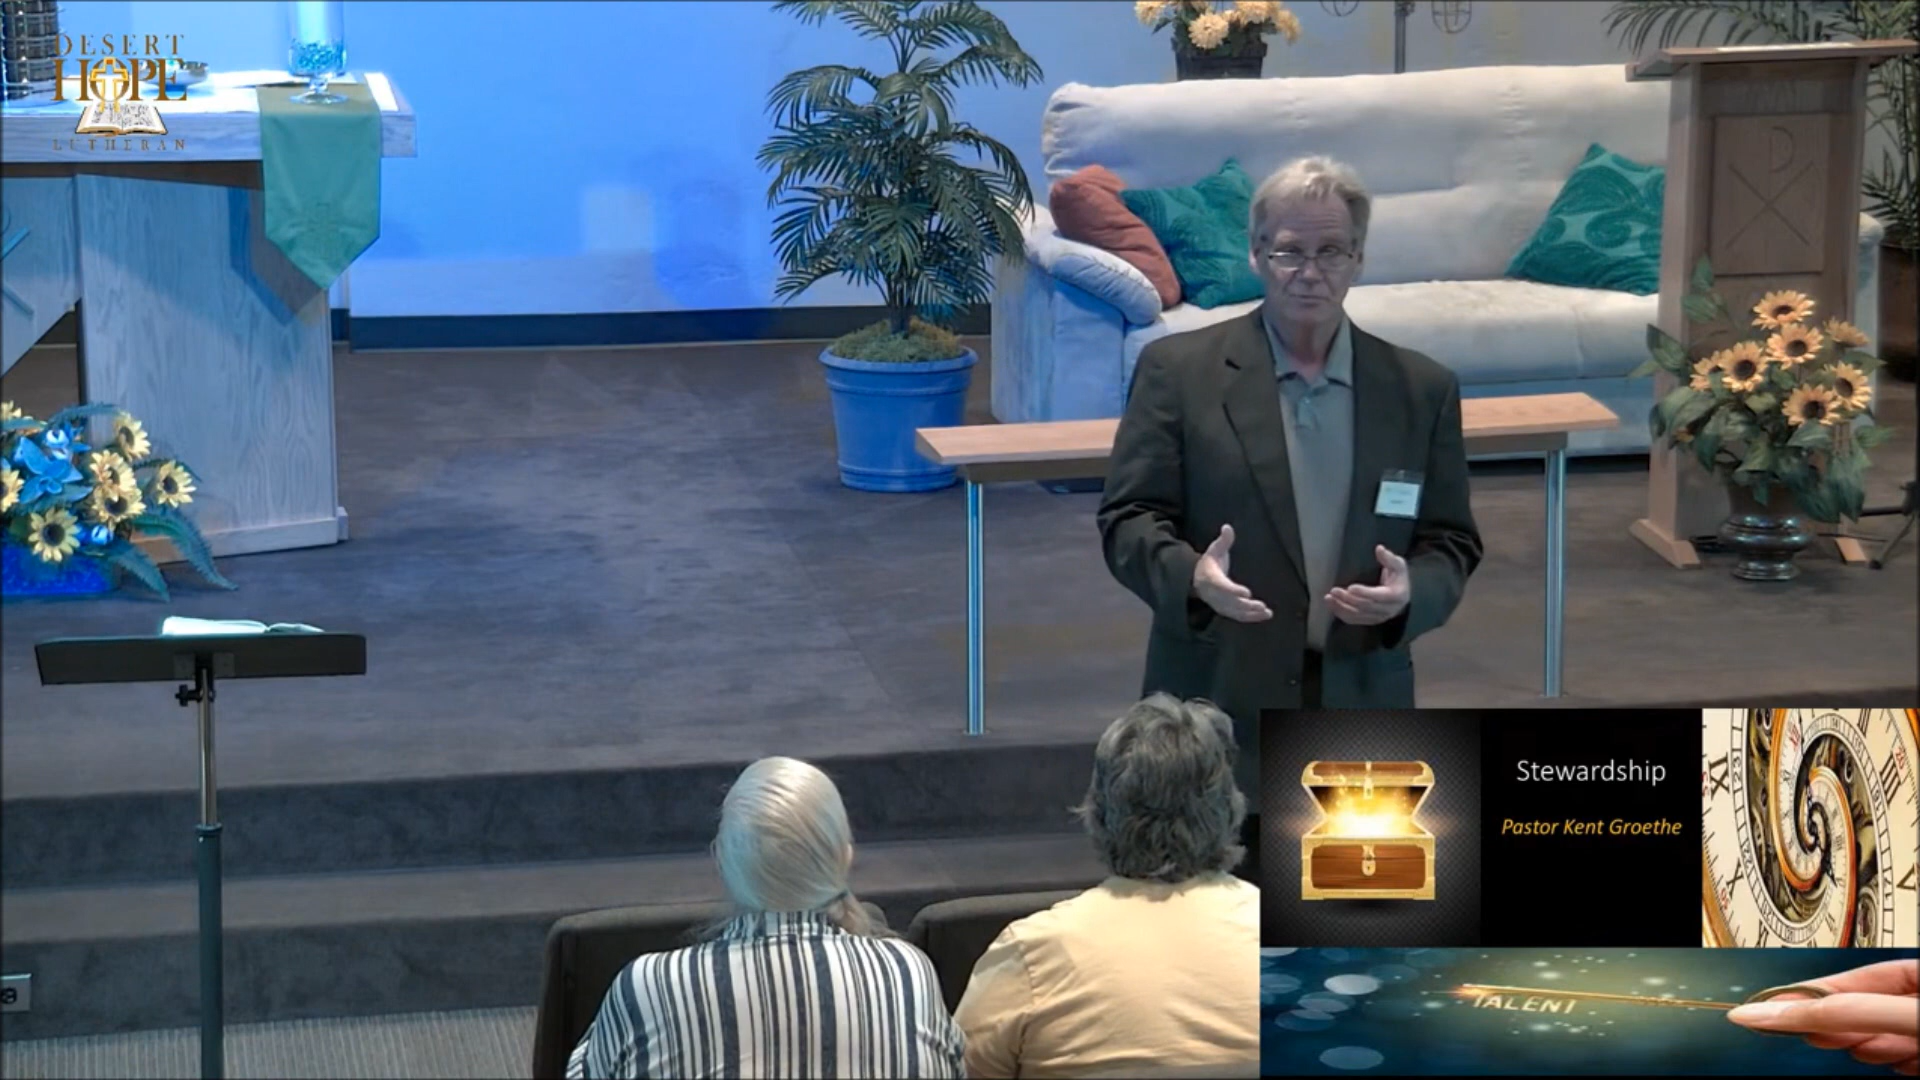 DESERT
HOPE
LUTHERAN
Stewardship
Pastor Kent Groethe
TALENT